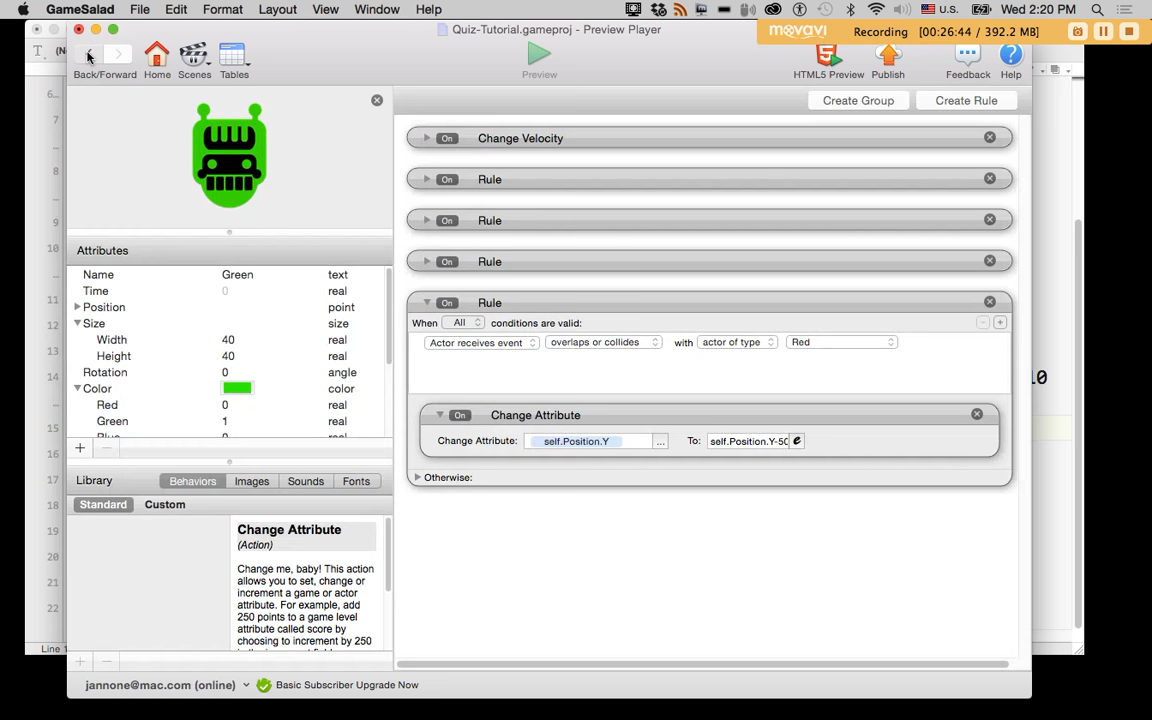 GameSalad File Edit Format Layout View Window Help U.S. Wed 2:20 PM
Quiz-Tutorial.gameproj - Preview Player
movavi Recording [00:26:44 / 392.2 MB]
Back/Forward Home Scenes Tables Preview HTML5 Preview Publish Feedback Help
Create Group Create Rule
On Change Velocity
On Rule
On Rule
On Rule
On Rule
When All conditions are valid:
Actor receives event overlaps or collides with actor of type Red
On Change Attribute
Change Attribute: self.Position.Y ... To: self.Position.Y-50 e
Otherwise:
Attributes
Name Green text
Time 0 real
Position point
Size size
Width 40 real
Height 40 real
Rotation 0 angle
Color color
Red 0 real
Green 1 real
Library Behaviors Images Sounds Fonts
Standard Custom
Change Attribute
(Action)
Change me, baby! This action
allows you to set, change or
increment a game or actor
attribute. For example, add
250 points to a game level
attribute called score by
choosing to increment by 250
jannone@mac.com (online) Basic Subscriber Upgrade Now
T
6
7
8
9
10
11
12
13
14
15
16
17
18
19
20
21
22
Line
10